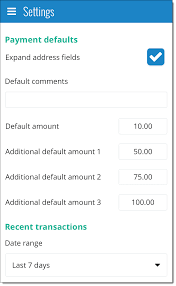 Settings
Payment defaults
Expand address fields
Default comments
Default amount 10.00
Additional default amount 1 50.00
Additional default amount 2 75.00
Additional default amount 3 100.00
Recent transactions
Date range
Last 7 days